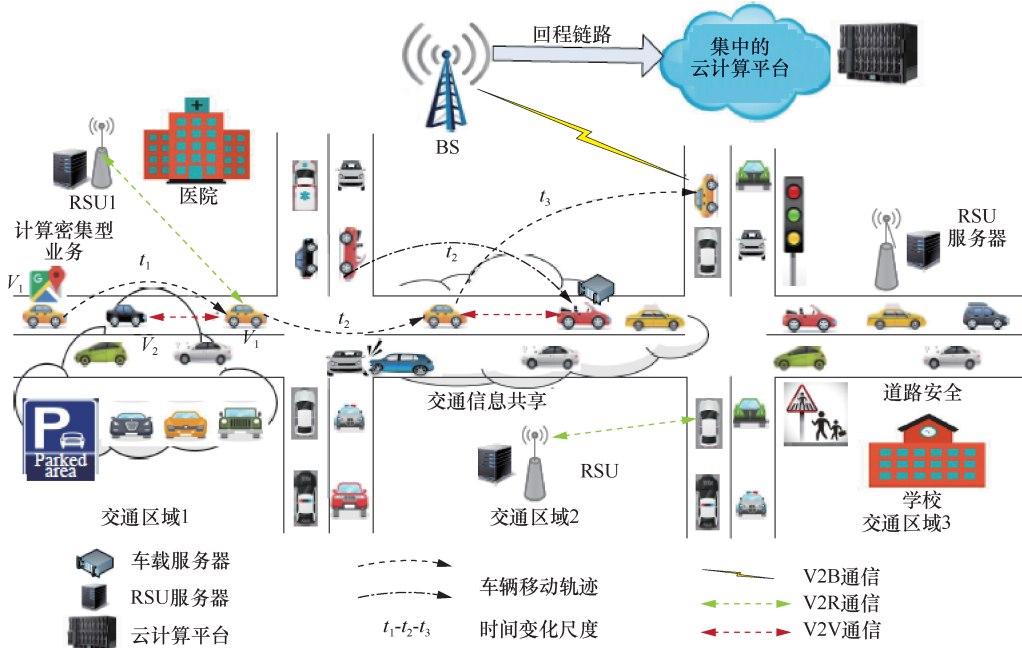 回程链路
集中的
云计算平台
BS
RSU1
医院
计算密集型
业务
V1
G
t1
t2
t3
t2
RSU
服务器
V2
V1
交通信息共享
道路安全
P
Parked
area
RSU
学校
交通区域1
交通区域2
交通区域3
车载服务器
RSU服务器
云计算平台
车辆移动轨迹
t1-t2-t3
时间变化尺度
V2B通信
V2R通信
V2V通信